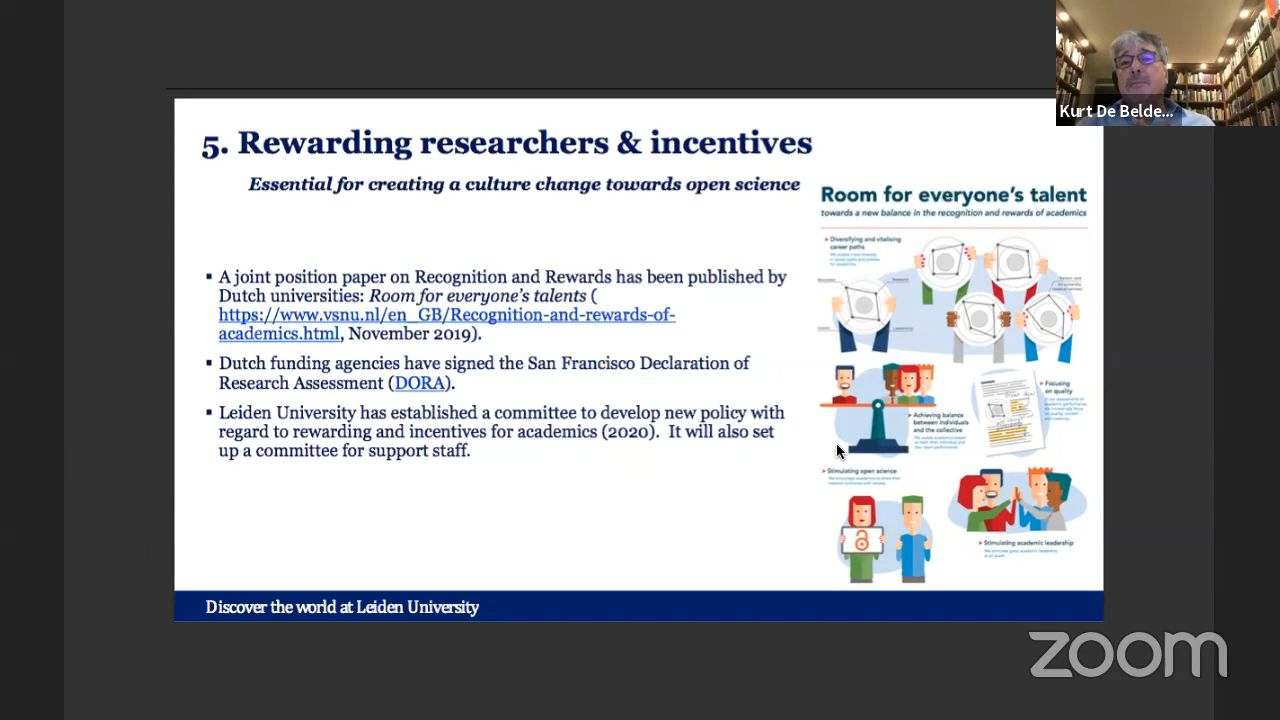 Kurt De Belde...
5. Rewarding researchers & incentives
Essential for creating a culture change towards open science
▪ A joint position paper on Recognition and Rewards has been published by
Dutch universities: Room for everyone's talents (
https://www.vsnu.nl/en_GB/Recognition-and-rewards-of-
academics.html, November 2019).
▪ Dutch funding agencies have signed the San Francisco Declaration of
Research Assessment (DORA).
▪ Leiden University as established a committee to develop new policy with
regard to rewarding and incentives for academics (2020). It will also set
up a committee for support staff.
Room for everyone's talent
towards a new balance in the recognition and rewards of academics
> Diversifying and vitalising
career paths
> Achieving balance
between individuals
and the collective
> Focusing
on quality
> Stimulating open science
> Stimulating academic leadership
Discover the world at Leiden University
zoom